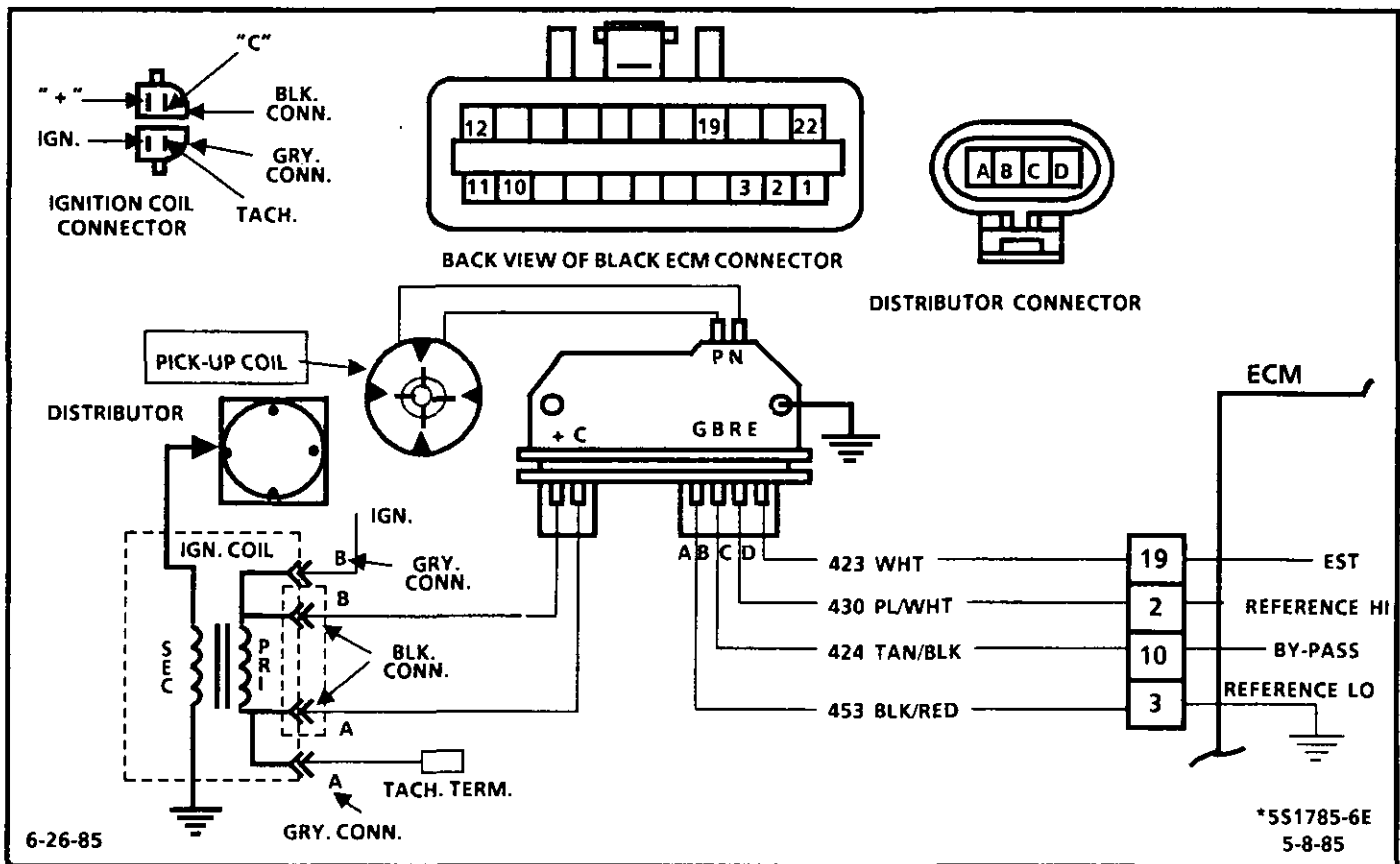 "C"
"+"
BLK.
CONN.
IGN.
GRY.
CONN.
IGNITION COIL
CONNECTOR
TACH.
12 19 22
11 10 3 2 1
BACK VIEW OF BLACK ECM CONNECTOR
A B C D
DISTRIBUTOR CONNECTOR
PICK-UP COIL
P N
DISTRIBUTOR
+ C
G B R E
ECM
IGN.
IGN. COIL
B
GRY.
CONN.
B
SEC
PRI
BLK.
CONN.
A
A
TACH. TERM.
GRY. CONN.
A B C D
423 WHT 19 EST
430 PL/WHT 2 REFERENCE HI
424 TAN/BLK 10 BY-PASS
453 BLK/RED 3 REFERENCE LO
6-26-85
*5S1785-6E
5-8-85